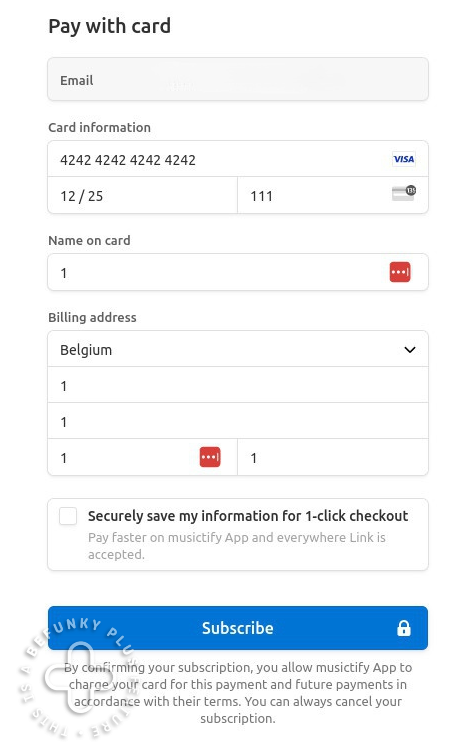 Pay with card
Email
Card information
4242 4242 4242 4242 VISA
12 / 25 111 135
Name on card
1
Billing address
Belgium
1
1
1 1
Securely save my information for 1-click checkout
Pay faster on musictify App and everywhere Link is
accepted.
Subscribe
By confirming your subscription, you allow musictify App to
charge your card for this payment and future payments in
accordance with their terms. You can always cancel your
subscription.
THIS IS A BEFUNKY PLUS FEATURE